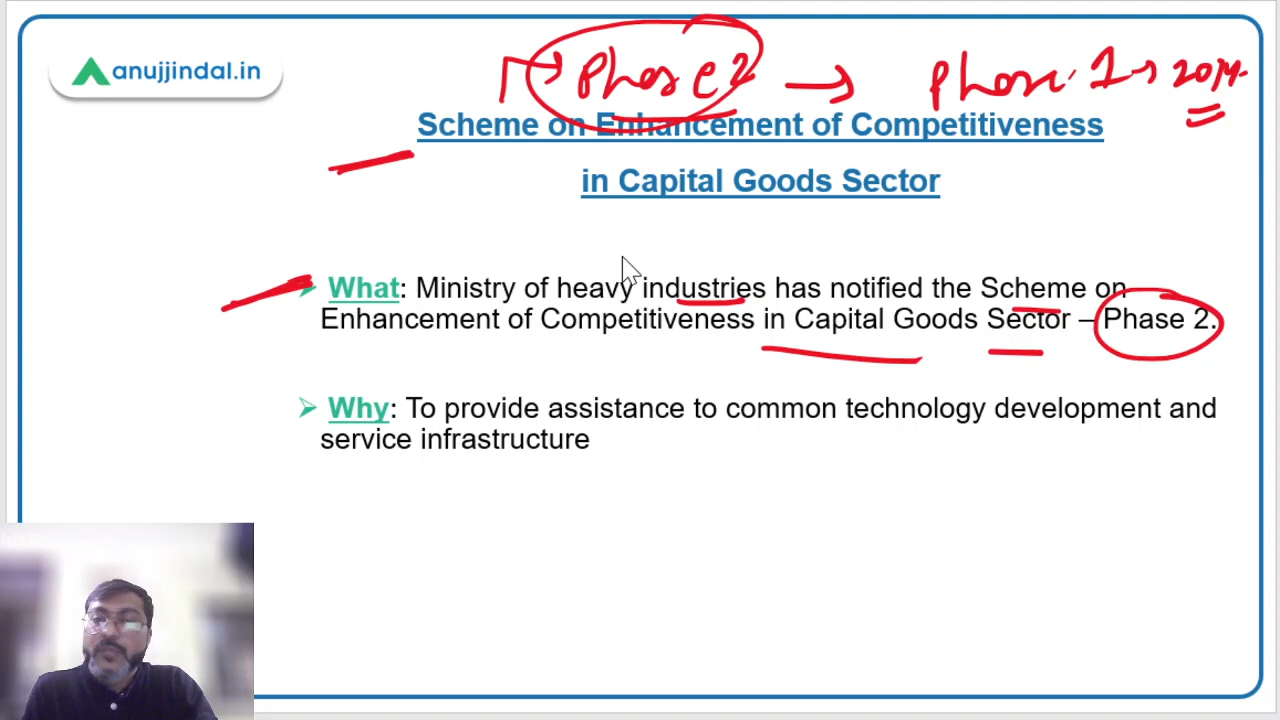 anujjindal.in
Phase 2 → Phase 1 → 2014
Scheme on Enhancement of Competitiveness
in Capital Goods Sector
➢ What: Ministry of heavy industries has notified the Scheme on
Enhancement of Competitiveness in Capital Goods Sector – Phase 2.
➢ Why: To provide assistance to common technology development and
service infrastructure